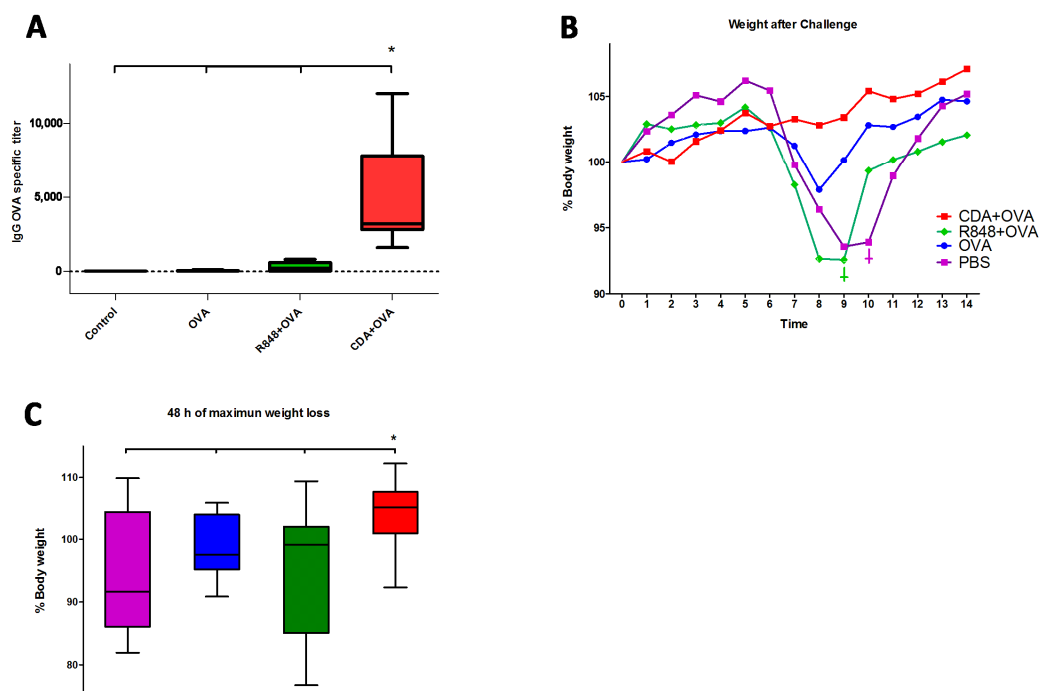 A
*
IgG OVA specific titer
10,000
5,000
0
Control
OVA
R848+OVA
CDA+OVA
B
Weight after Challenge
% Body weight
105
100
95
90
0 1 2 3 4 5 6 7 8 9 10 11 12 13 14
Time
CDA+OVA
R848+OVA
OVA
PBS
C
48 h of maximun weight loss
*
% Body weight
110
100
90
80